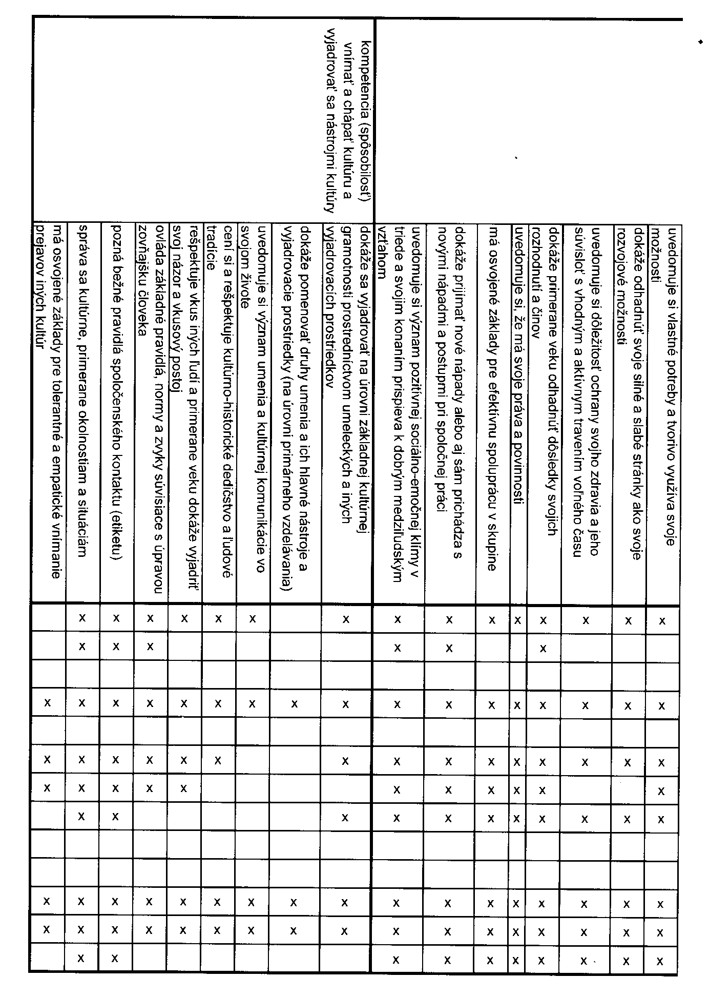 uvedomuje si vlastné potreby a tvorivo využíva svoje
možnosti
x x x x x x x x
dokáže odhadnúť svoje silné a slabé stránky ako svoje
rozvojové možnosti
x x x x x x x
uvedomuje si dôležitosť ochrany svojho zdravia a jeho
súvisloť s vhodným a aktívnym travením voľného času
x x x x x x x
dokáže primerane veku odhadnúť dôsledky svojich
rozhodnutí a činov
x x x x x x x x x
uvedomuje si, že má svoje práva a povinnosti
x x x x x x x x
má osvojené základy pre efektívnu spoluprácu v skupine
x x x x x x x x
dokáže prijímať nové nápady alebo aj sám prichádza s
novými nápadmi a postupmi pri spoločnej práci
x x x x x x x x x
uvedomuje si význam pozitívnej sociálno-emočnej klímy v
triede a svojim konaním prispieva k dobrým medziľudským
vzťahom
x x x x x x x x x
kompetencia (spôsobilosť)
vnímať a chápať kultúru a
vyjadrovať sa nástrojmi kultúry
dokáže sa vyjadrovať na úrovni základnej kultúrnej
gramotnosti prostredníctvom umeleckých a iných
vyjadrovacích prostriedkov
x x x x x x
dokáže pomenovať druhy umenia a ich hlavné nástroje a
vyjadrovacie prostriedky (na úrovni primárneho vzdelávania)
x x x
uvedomuje si význam umenia a kultúrnej komunikácie vo
svojom živote
x x x x
cení si a rešpektuje kultúrno-historické dedičstvo a ľudové
tradície
x x x x x
rešpektuje vkus iných ľudí a primerane veku dokáže vyjadriť
svoj názor a vkusový postoj
x x x x x x
ovláda základné pravidlá, normy a zvyky súvisiace s úpravou
zovňajšku človeka
x x x x x x x
pozná bežné pravidlá spoločenského kontaktu (etiketu)
x x x x x x x x x
správa sa kultúrne, primerane okolnostiam a situáciám
x x x x x x x x x
má osvojené základy pre tolerantné a empatické vnímanie
prejavov iných kultúr
x x x x x